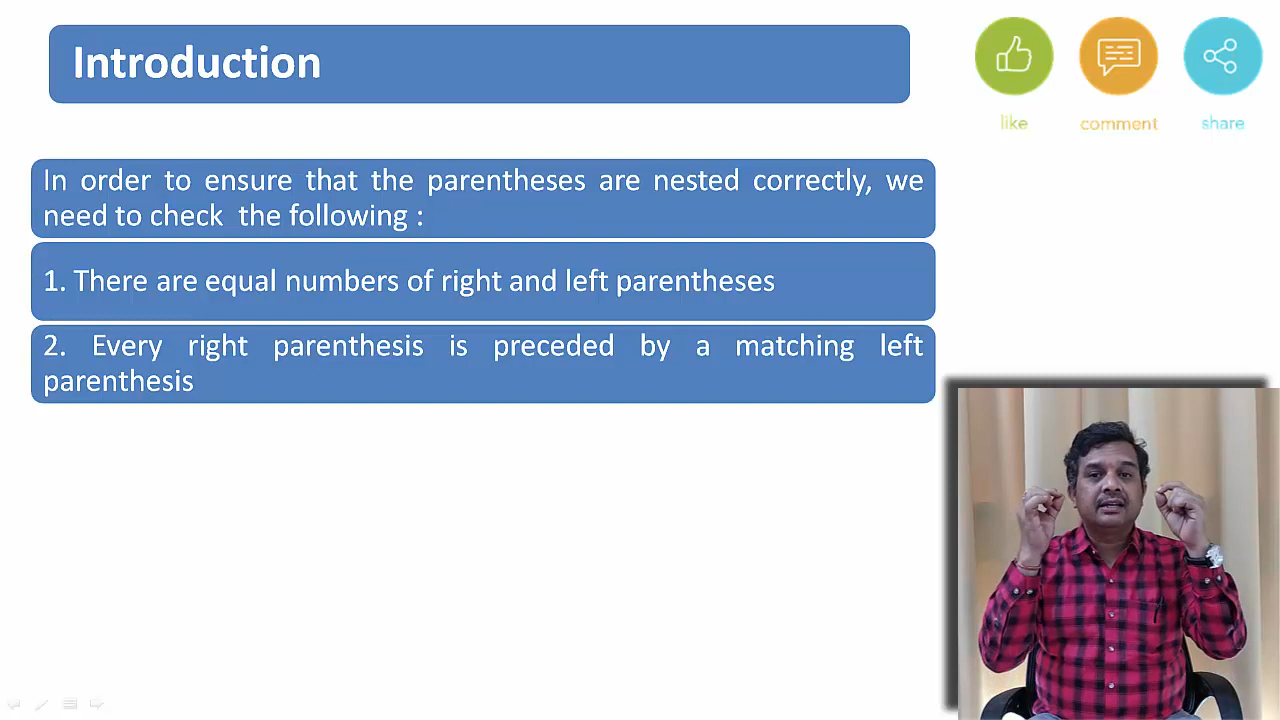 Introduction
like
comment
share
In order to ensure that the parentheses are nested correctly, we
need to check the following :
1. There are equal numbers of right and left parentheses
2. Every right parenthesis is preceded by a matching left
parenthesis